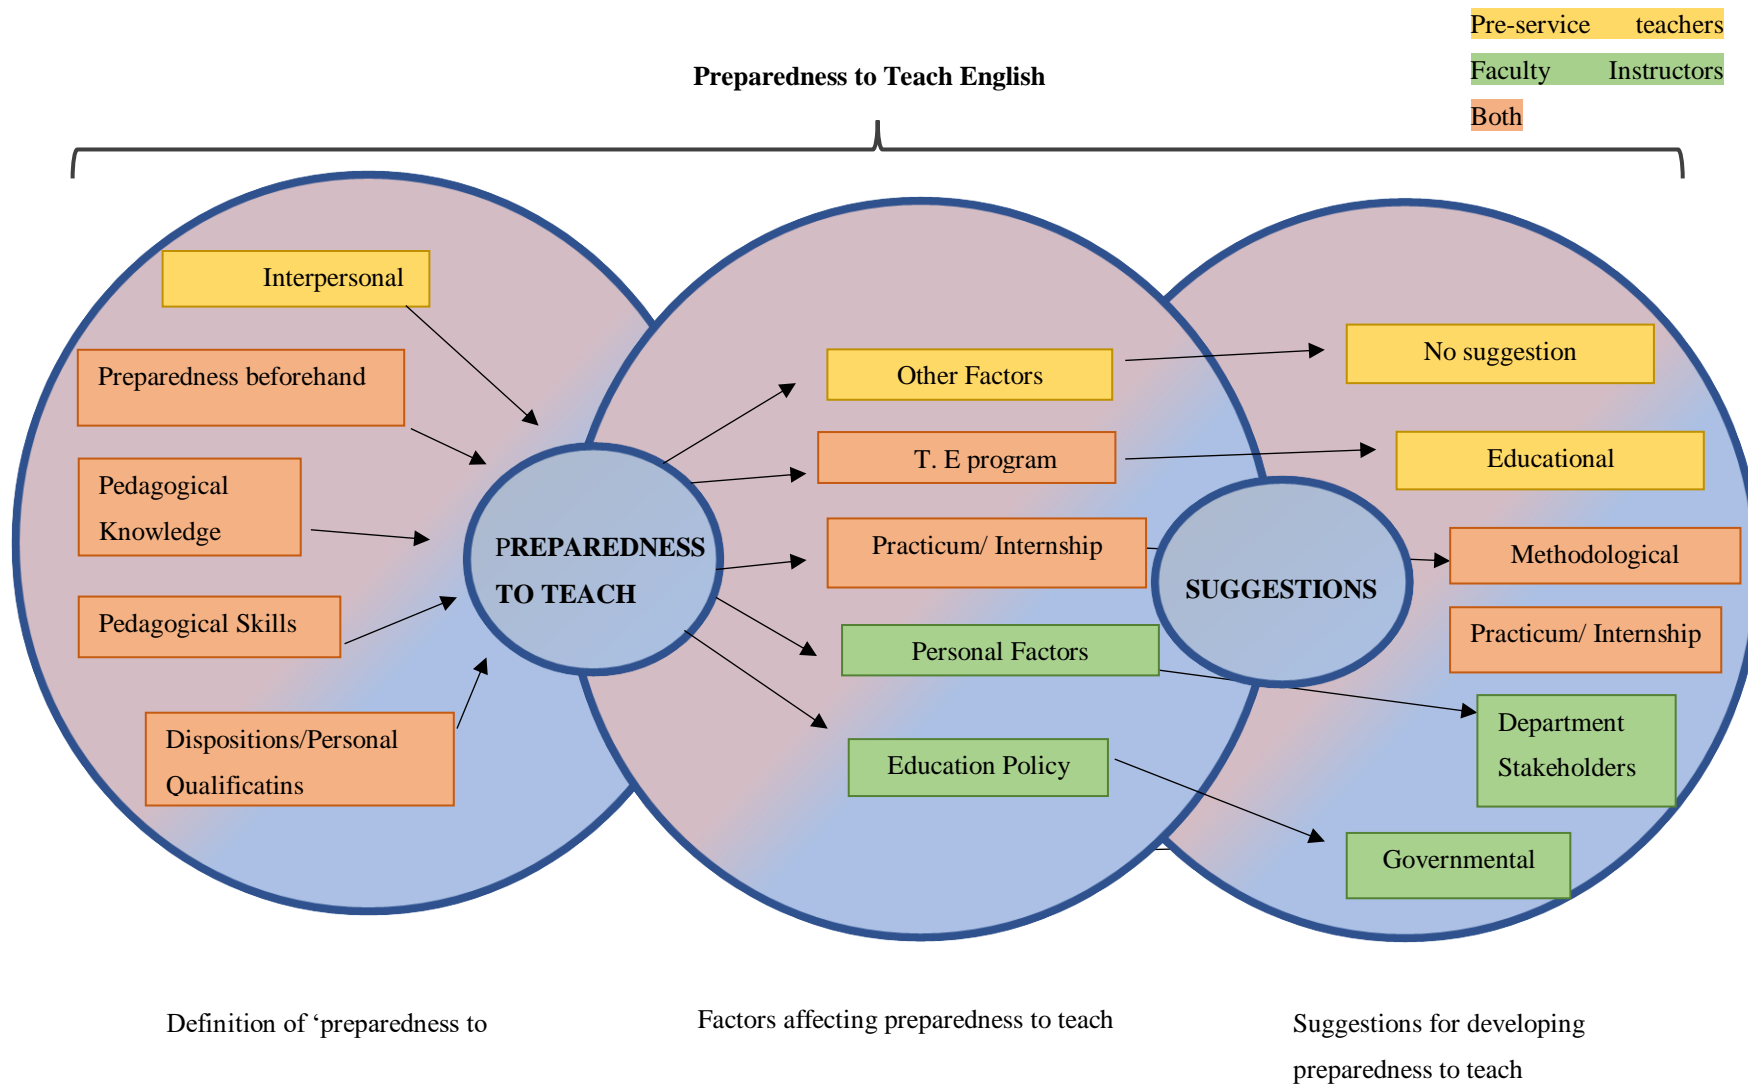 Pre-service teachers
Faculty Instructors
Both
Preparedness to Teach English
Interpersonal
Preparedness beforehand
Pedagogical
Knowledge
Pedagogical Skills
Dispositions/Personal
Qualificatins
PREPAREDNESS
TO TEACH
Other Factors
T. E program
Practicum/ Internship
Personal Factors
Education Policy
SUGGESTIONS
No suggestion
Educational
Methodological
Practicum/ Internship
Department
Stakeholders
Governmental
Definition of ‘preparedness to
Factors affecting preparedness to teach
Suggestions for developing
preparedness to teach